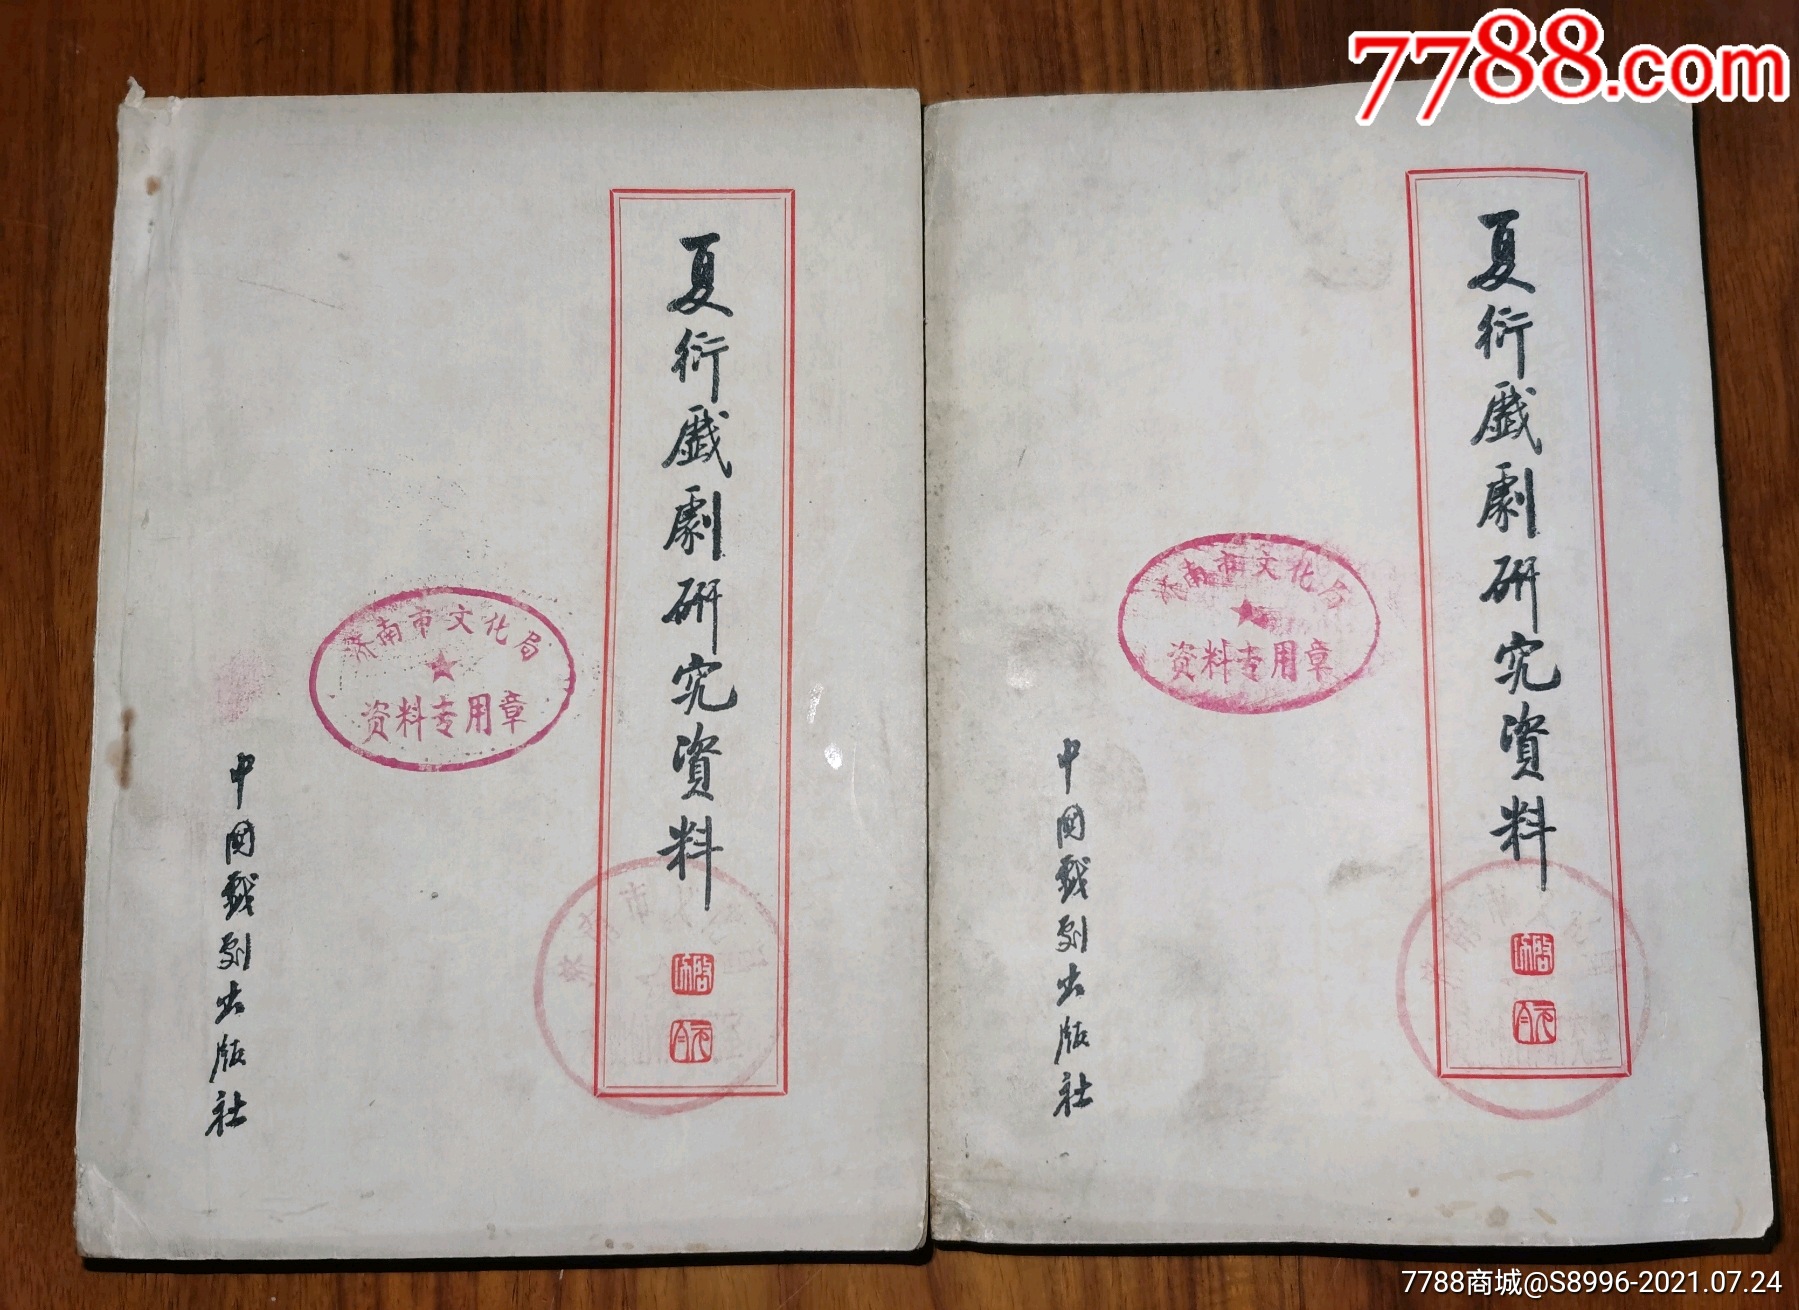 7788.com
夏衍戲劇研究資料
济南市文化局
资料专用章
中国戏剧出版社
夏衍戲劇研究資料
济南市文化局
资料专用章
中国戏剧出版社
7788商城@S8996-2021.07.24